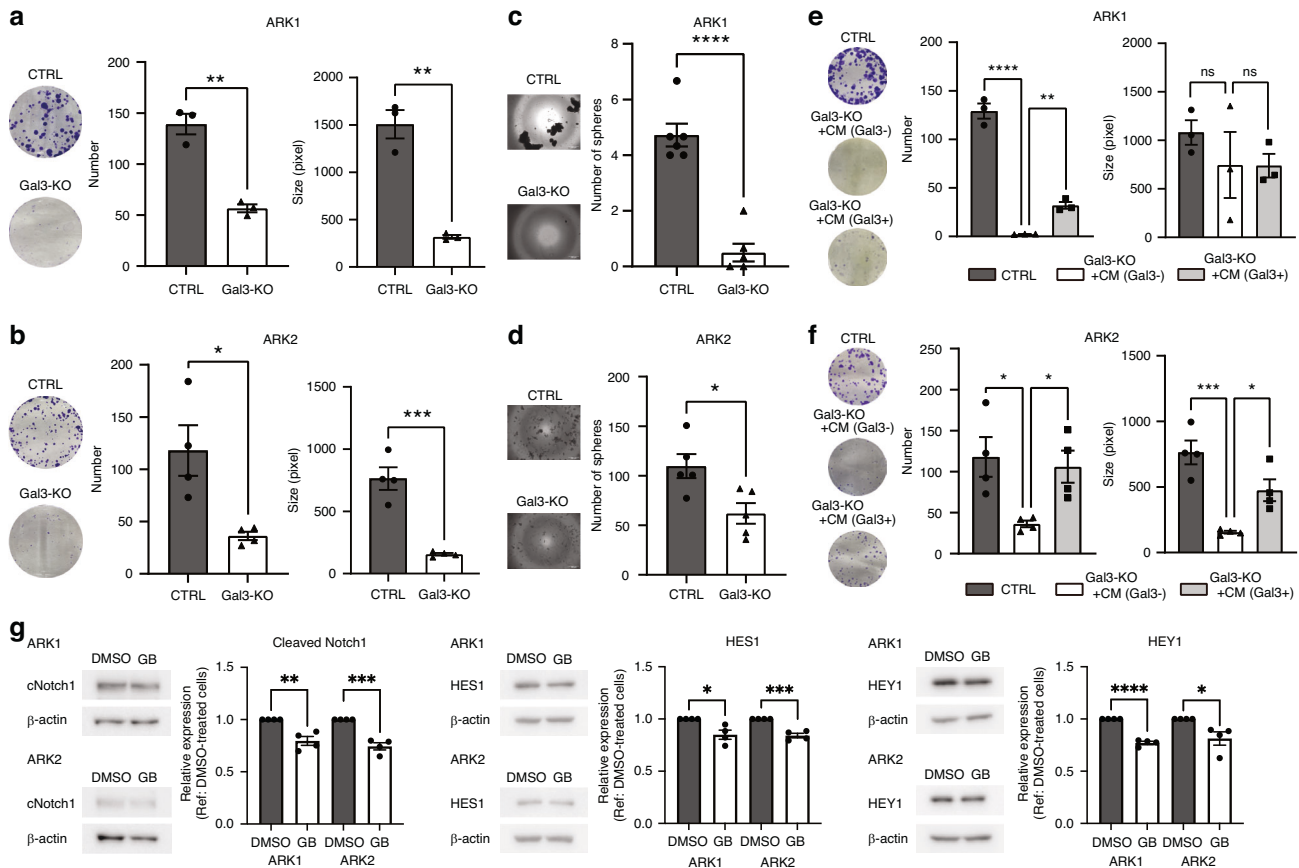 a
ARK1
CTRL
Gal3-KO
Number
200
150
100
50
0
**
CTRL
Gal3-KO
Size (pixel)
2000
1500
1000
500
0
**
CTRL
Gal3-KO
b
ARK2
CTRL
Gal3-KO
Number
200
150
100
50
0
*
CTRL
Gal3-KO
Size (pixel)
1500
1000
500
0
***
CTRL
Gal3-KO
c
ARK1
CTRL
Gal3-KO
Number of spheres
8
6
4
2
0
****
CTRL
Gal3-KO
d
ARK2
CTRL
Gal3-KO
Number of spheres
200
150
100
50
0
*
CTRL
Gal3-KO
e
ARK1
CTRL
Gal3-KO
+CM (Gal3-)
Gal3-KO
+CM (Gal3+)
Number
200
150
100
50
0
****
**
Size (pixel)
2000
1500
1000
500
0
ns
ns
CTRL
Gal3-KO
+CM (Gal3-)
Gal3-KO
+CM (Gal3+)
f
ARK2
CTRL
Gal3-KO
+CM (Gal3-)
Gal3-KO
+CM (Gal3+)
Number
250
200
150
100
50
0
*
*
Size (pixel)
1500
1000
500
0
***
*
CTRL
Gal3-KO
+CM (Gal3-)
Gal3-KO
+CM (Gal3+)
g
ARK1
DMSO GB
cNotch1
β-actin
ARK2
DMSO GB
cNotch1
β-actin
Cleaved Notch1
Relative expression
(Ref: DMSO-treated cells)
1.5
1.0
0.5
0.0
**
***
DMSO GB DMSO GB
ARK1 ARK2
ARK1
DMSO GB
HES1
β-actin
ARK2
DMSO GB
HES1
β-actin
HES1
Relative expression
(Ref: DMSO-treated cells)
1.5
1.0
0.5
0.0
*
***
DMSO GB DMSO GB
ARK1 ARK2
ARK1
DMSO GB
HEY1
β-actin
ARK2
DMSO GB
HEY1
β-actin
HEY1
Relative expression
(Ref: DMSO-treated cells)
1.5
1.0
0.5
0.0
****
*
DMSO GB DMSO GB
ARK1 ARK2